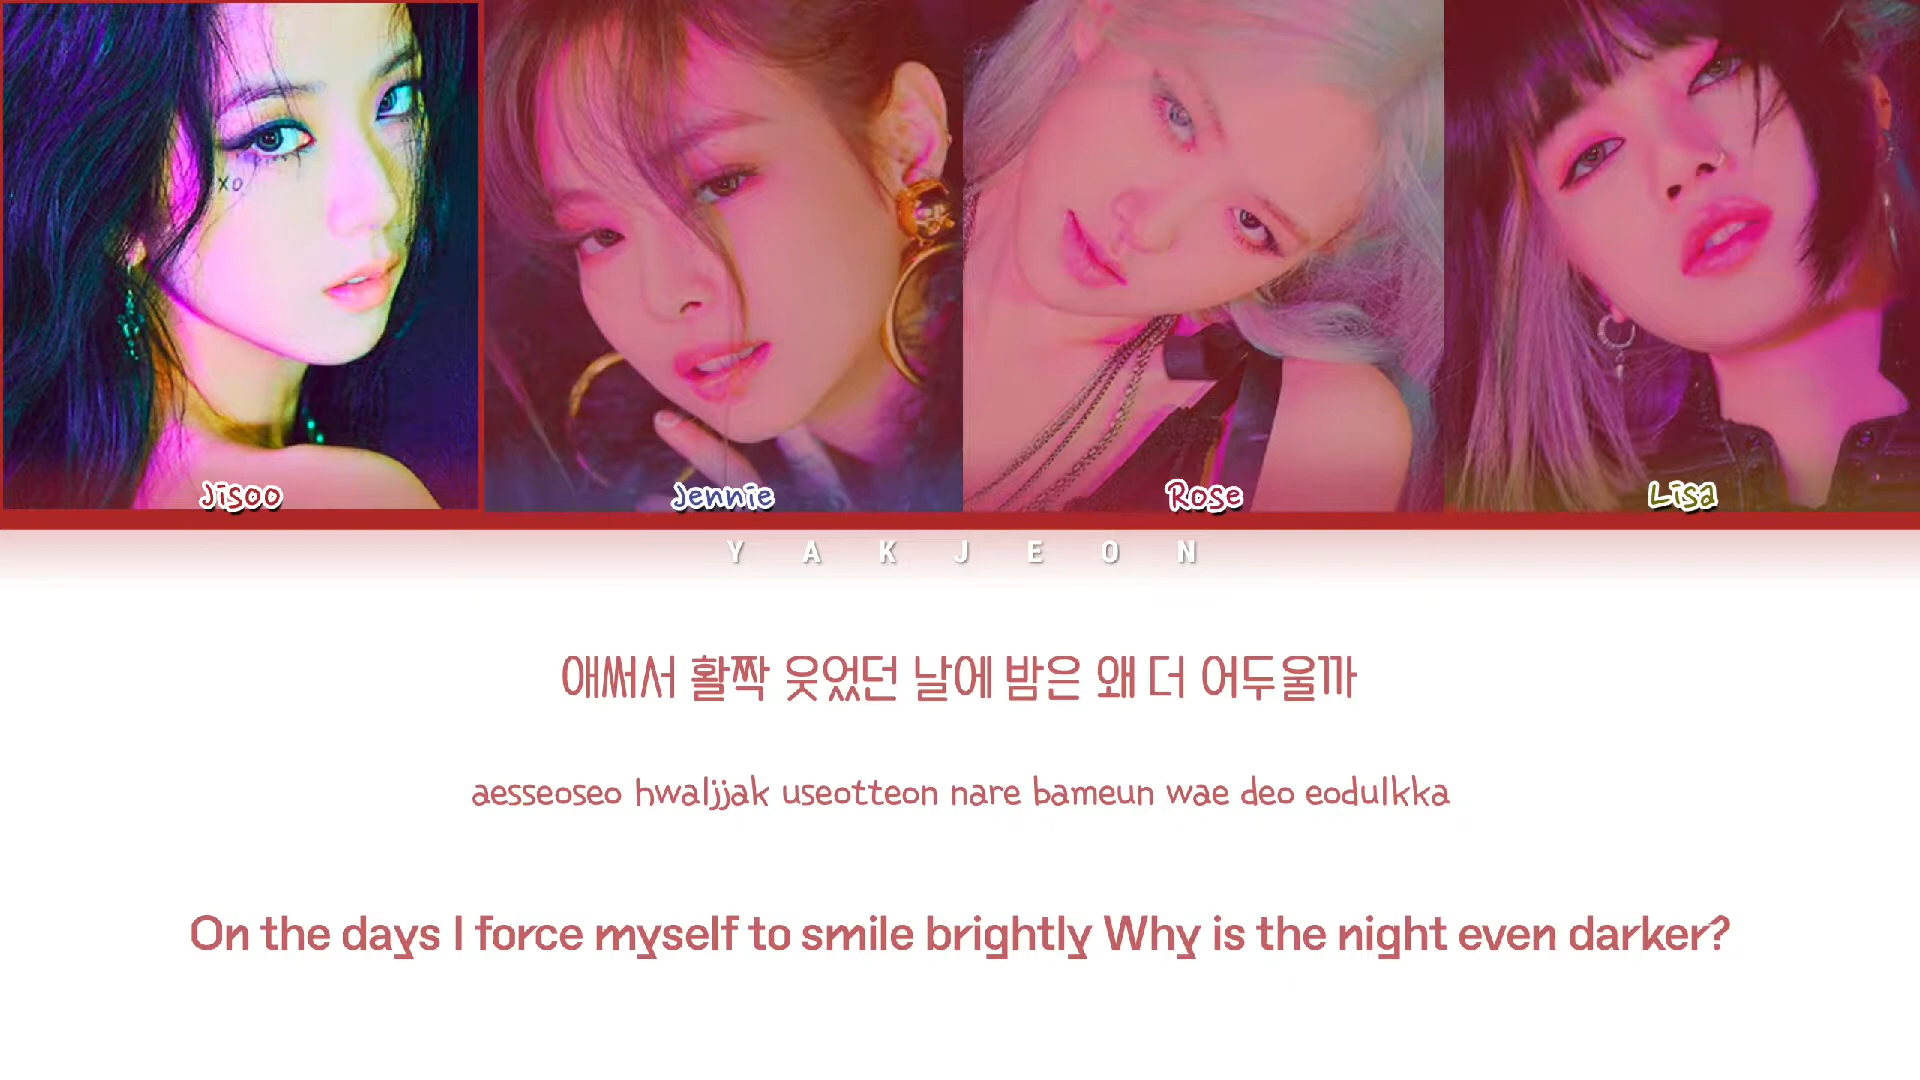 xo
Jisoo
Jennie
Rose
Lisa
YAKJEON
애써서 활짝 웃었던 날에 밤은 왜 더 어두울까
aesseoseo hwaljjak useotteon nare bameun wae deo eodulkka
On the days I force myself to smile brightly Why is the night even darker?